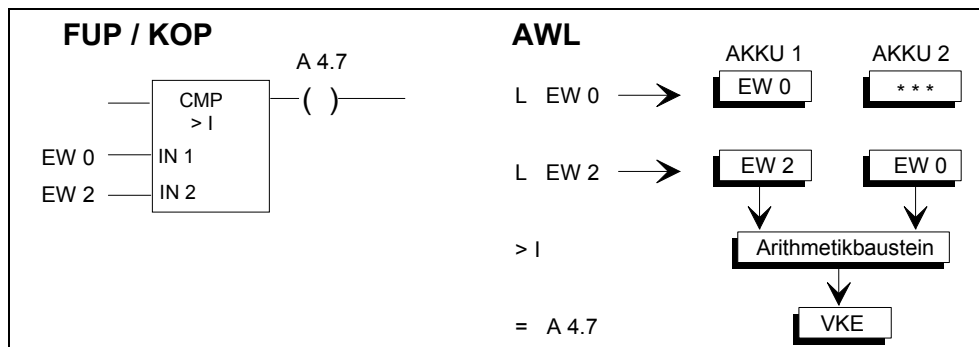 FUP / KOP
A 4.7
CMP
> I
( )
EW 0
IN 1
EW 2
IN 2
AWL
AKKU 1
AKKU 2
L EW 0
EW 0
* * *
L EW 2
EW 2
EW 0
> I
Arithmetikbaustein
= A 4.7
VKE